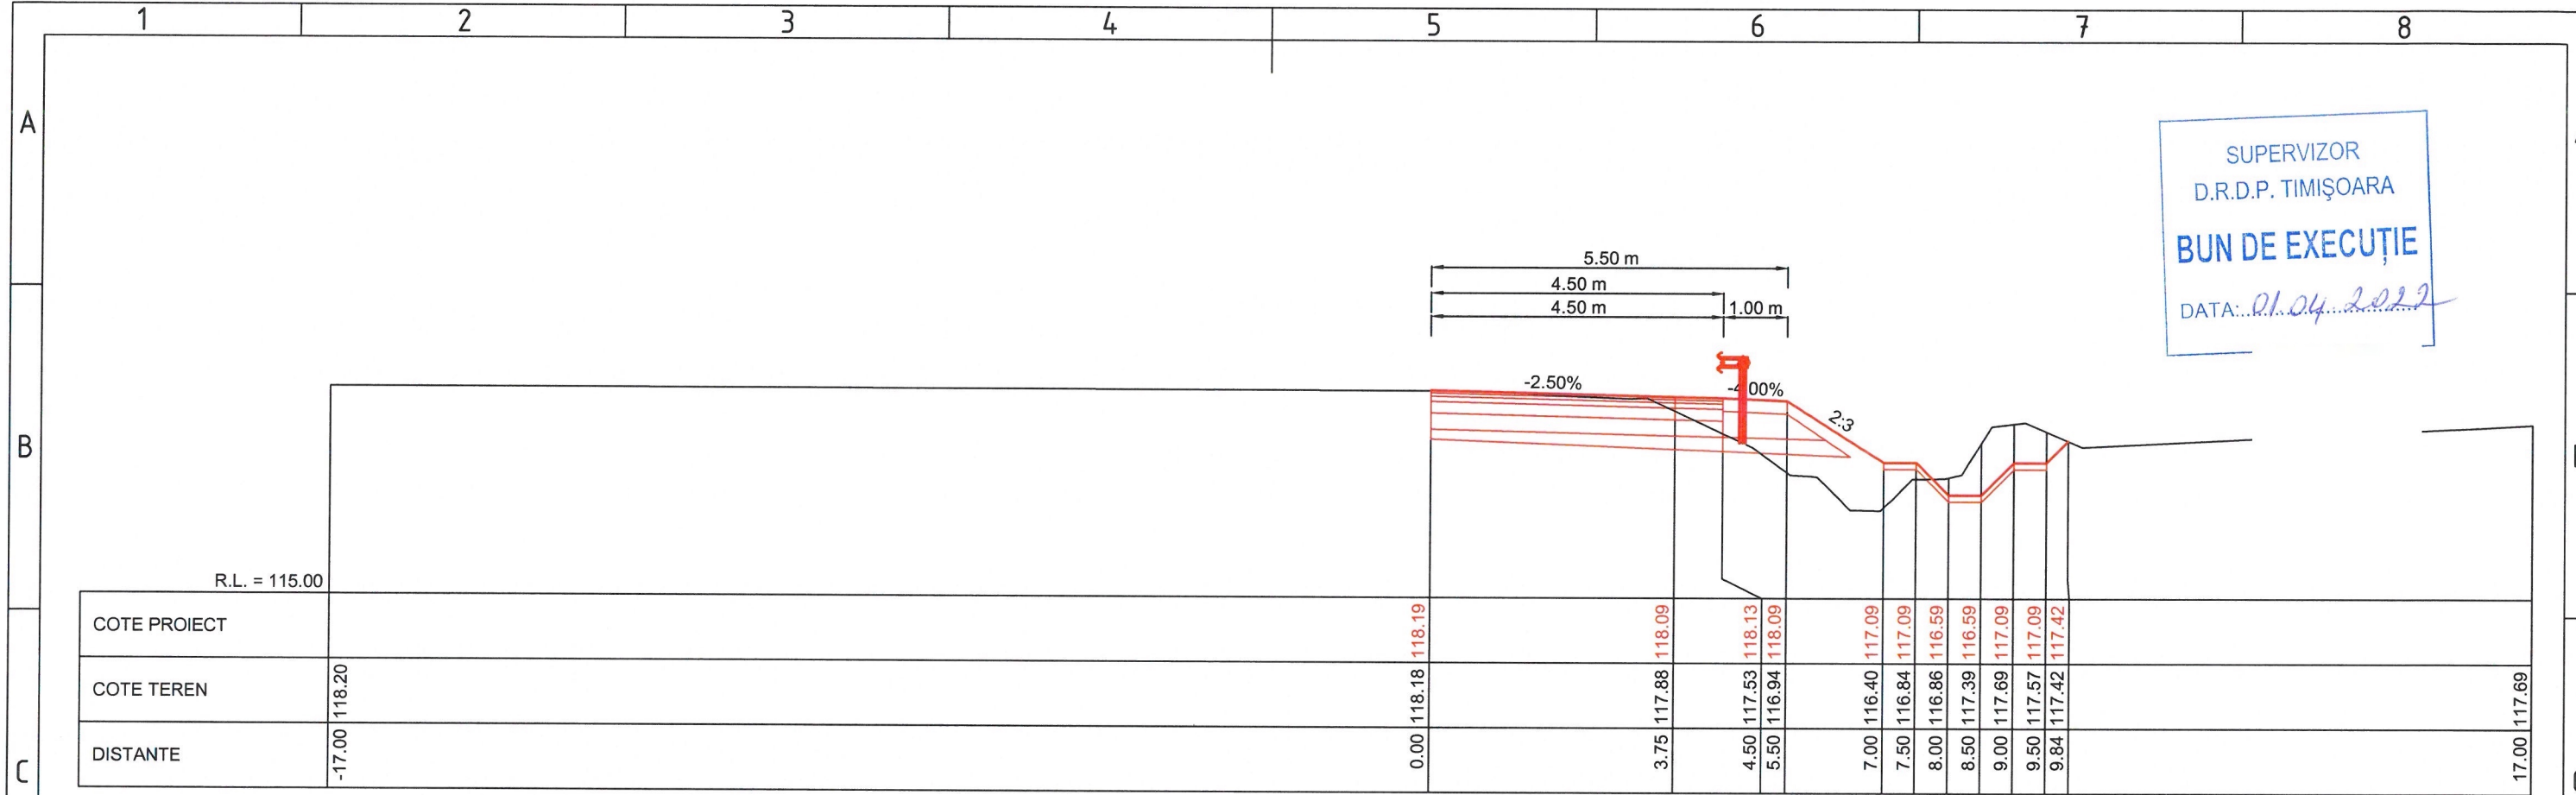 1 2 3 4 5 6 7 8
A
SUPERVIZOR
D.R.D.P. TIMIŞOARA
BUN DE EXECUŢIE
DATA: 01.04.2022
5.50 m
4.50 m
4.50 m 1.00 m
-2.50% -4.00%
2:3
B
R.L. = 115.00
COTE PROIECT 118.19 118.09 118.13 118.09 117.09 117.09 116.59 116.59 117.09 117.09 117.42
COTE TEREN 118.20 118.18 117.88 117.53 116.94 116.40 116.84 116.86 117.39 117.69 117.57 117.42 117.69
DISTANTE -17.00 0.00 3.75 4.50 5.50 7.00 7.50 8.00 8.50 9.00 9.50 9.84 17.00
C